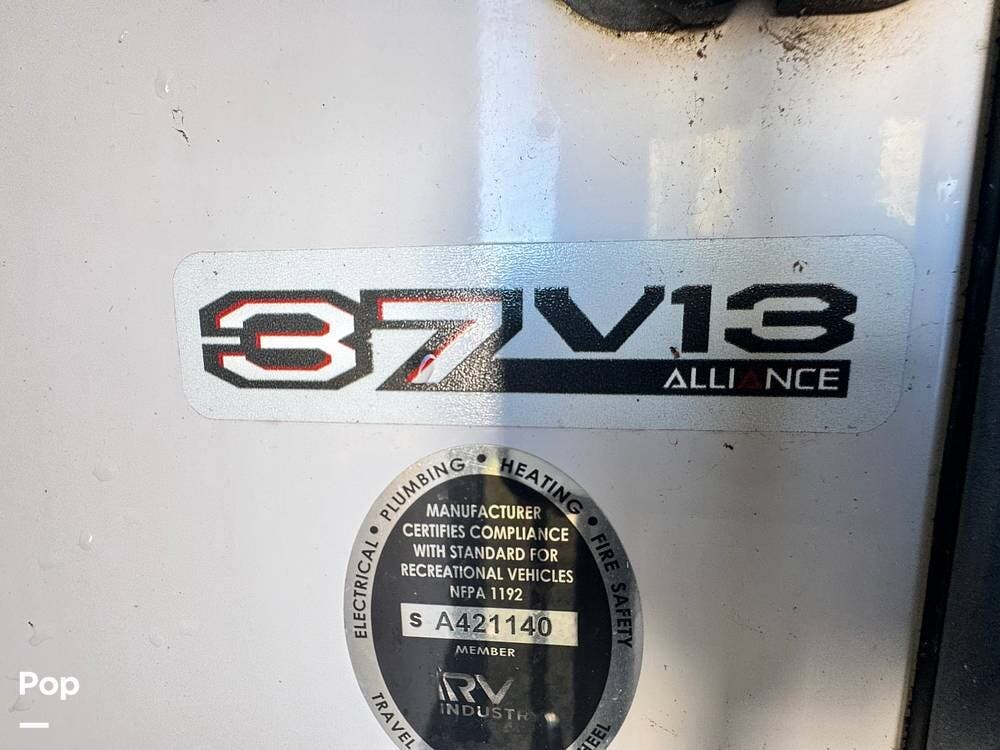 37V13
ALLIANCE
ELECTRICAL • PLUMBING • HEATING • FIRE SAFETY
MANUFACTURER
CERTIFIES COMPLIANCE
WITH STANDARD FOR
RECREATIONAL VEHICLES
NFPA 1192
S A421140
MEMBER
RV
INDUSTRY
TRAVEL
Pop